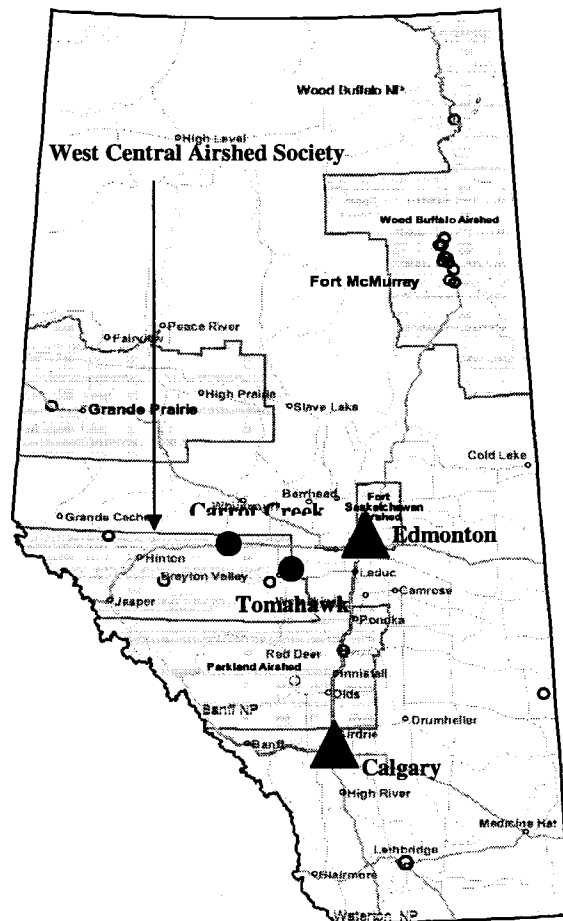 Wood Buffalo NP
High Level
West Central Airshed Society
Wood Buffalo Airshed
Fort McMurray
Peace River
Fairview
High Prairie
Grande Prairie
Slave Lake
Cold Lake
Barrhead
Fort
Saskatchewan
Airshed
Grande Cache
Carrot Creek
Edmonton
Hinton
Drayton Valley
Leduc
Jasper
Tomahawk
Camrose
Ponoka
Red Deer
Parkland Airshed
Innisfail
Olds
Banff NP
Drumheller
Airdrie
Banff
Calgary
High River
Medicine Hat
Lethbridge
Blairmore
Waterton NP